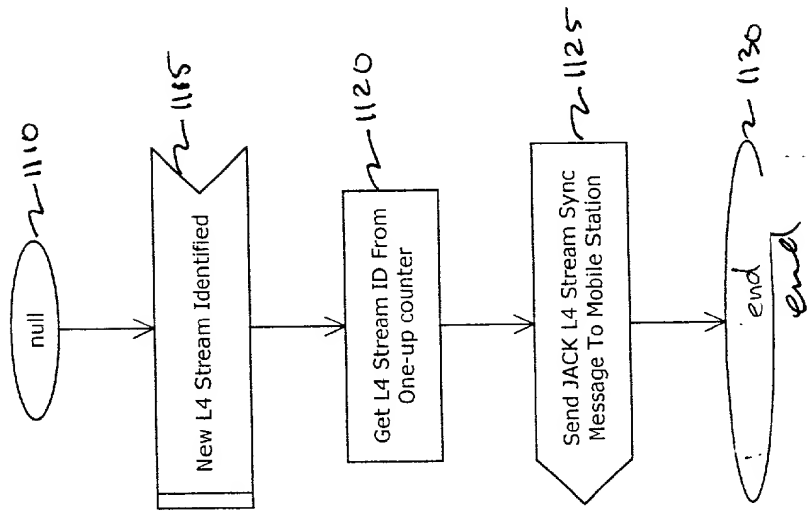 null
1110
New L4 Stream Identified
1115
Get L4 Stream ID From
One-up counter
1120
Send JACK L4 Stream Sync
Message To Mobile Station
1125
end
1130
end